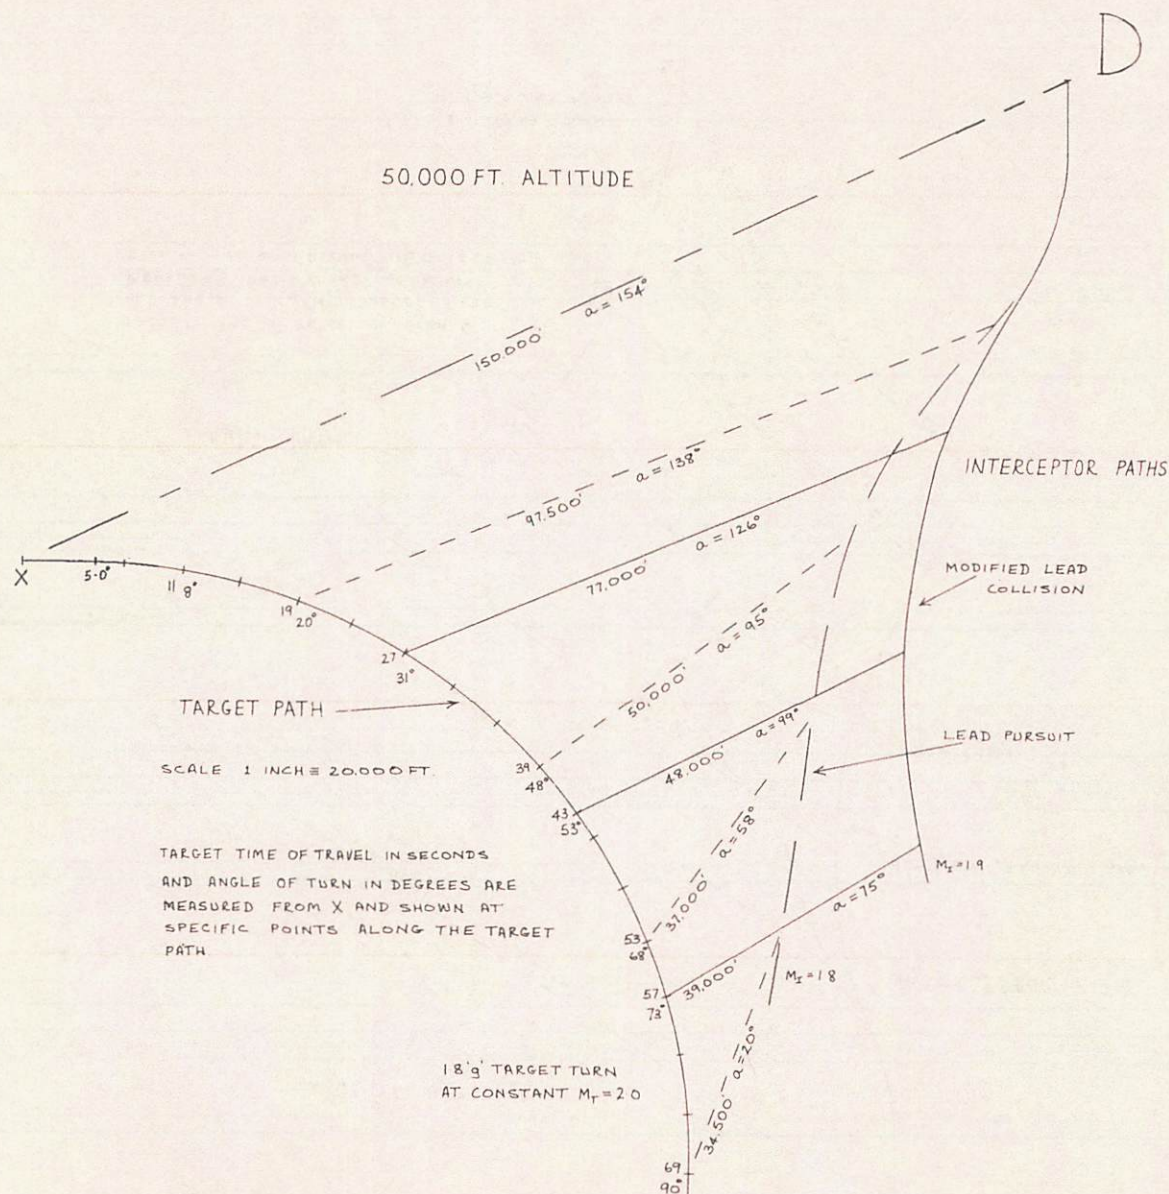 D
50,000 FT. ALTITUDE
150,000'
a = 154°
97,500'
a = 138°
77,000'
a = 126°
INTERCEPTOR PATHS
MODIFIED LEAD
COLLISION
X
5·0°
11 8°
19
20°
27
31°
50,000'
a = 95°
TARGET PATH
48,000'
a = 99°
LEAD PURSUIT
SCALE 1 INCH ≡ 20,000 FT.
39
48°
43
53°
37,000'
a = 58°
TARGET TIME OF TRAVEL IN SECONDS
AND ANGLE OF TURN IN DEGREES ARE
MEASURED FROM X AND SHOWN AT
SPECIFIC POINTS ALONG THE TARGET
PATH.
a = 75°
M_I = 1 9
53
68°
57
73°
39,000'
M_I = 1 8
1 8 'g' TARGET TURN
AT CONSTANT M_T = 2 0
34,500'
a = 20°
69
90°